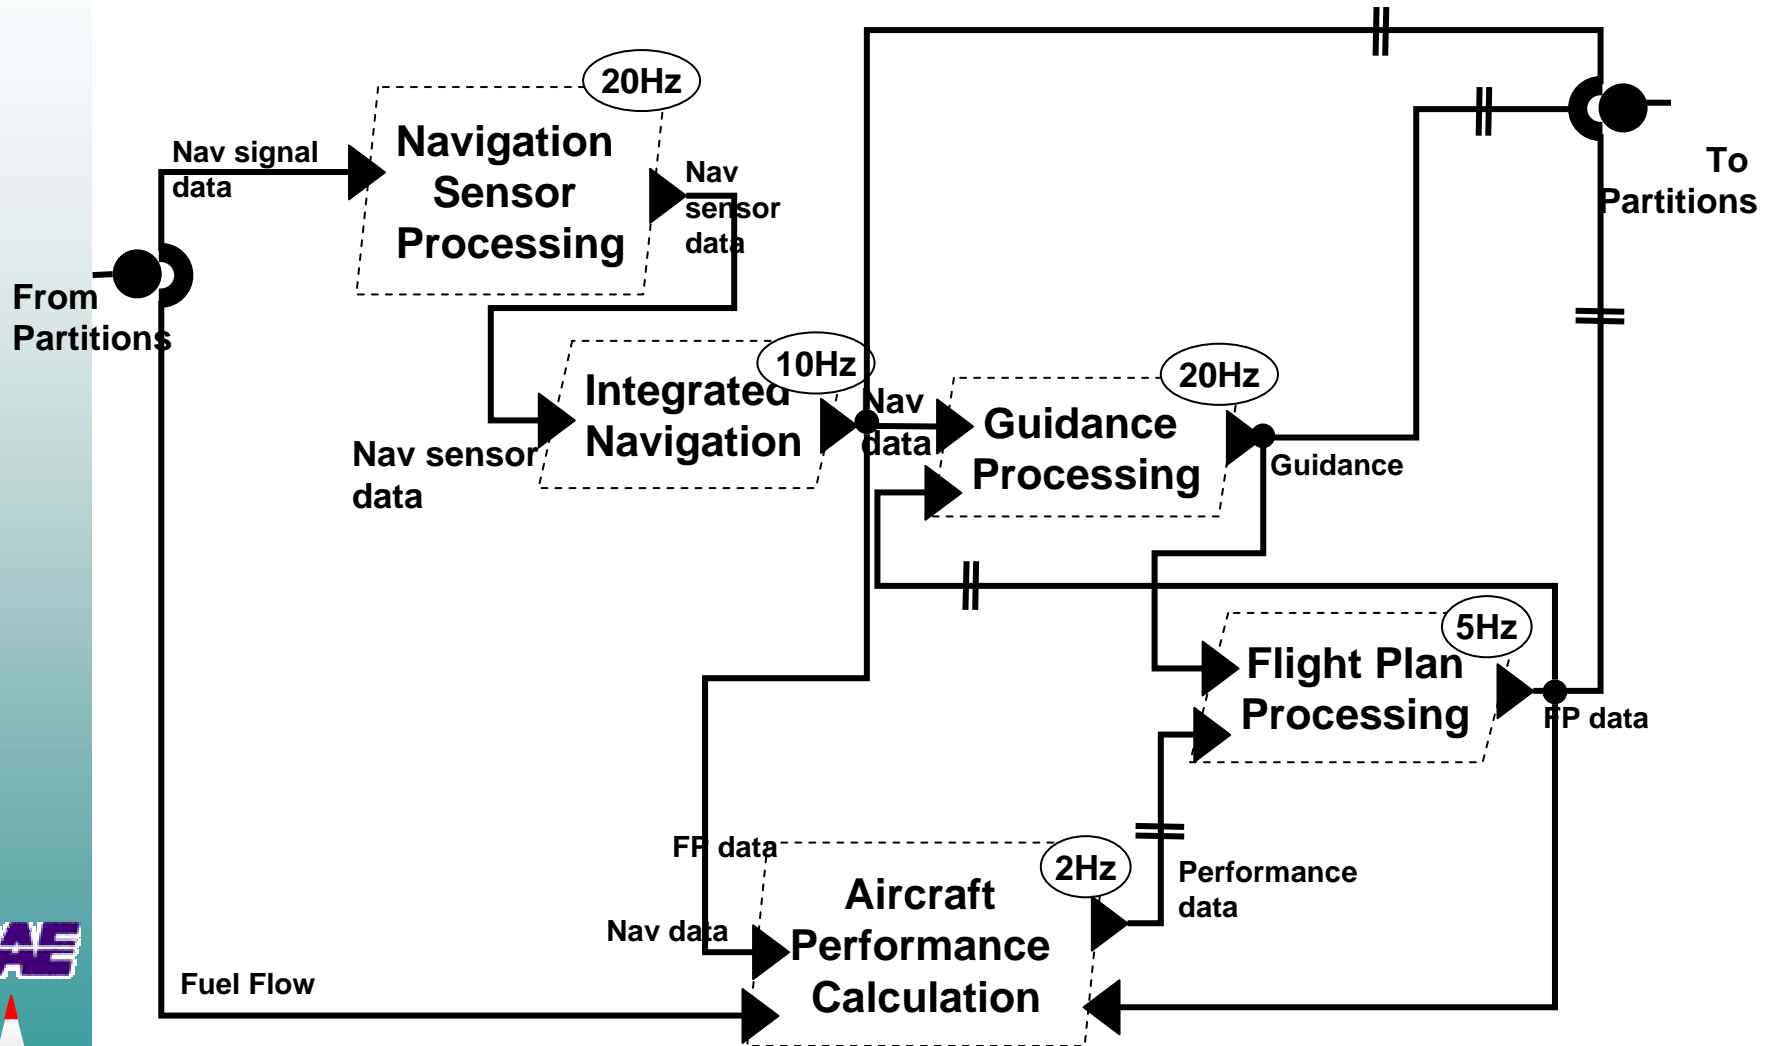 20Hz
Navigation
Sensor
Processing
Nav signal
data
Nav
sensor
data
To
Partitions
From
Partitions
10Hz
Integrated
Navigation
Nav sensor
data
Nav
data
20Hz
Guidance
Processing
Guidance
5Hz
Flight Plan
Processing
FP data
FP data
Nav data
2Hz
Aircraft
Performance
Calculation
Performance
data
Fuel Flow
AE